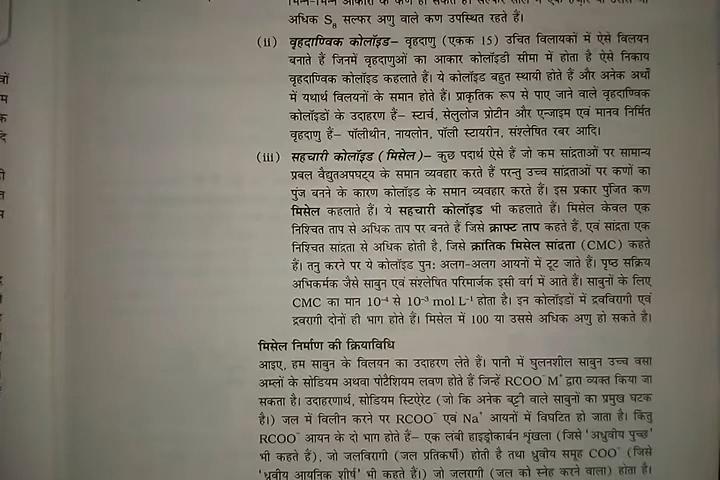 अधिक S₈ सल्फर अणु वाले कण उपस्थित रहते हैं।
(ii) वृहदाण्विक कोलॉइड– वृहदाणु (एकक 15) उचित विलायकों में ऐसे विलयन
बनाते हैं जिनमें वृहदाणुओं का आकार कोलॉइडी सीमा में होता है ऐसे निकाय
वृहदाण्विक कोलॉइड कहलाते हैं। ये कोलॉइड बहुत स्थायी होते हैं और अनेक अर्थों
में यथार्थ विलयनों के समान होते हैं। प्राकृतिक रूप से पाए जाने वाले वृहदाण्विक
कोलॉइडों के उदाहरण हैं– स्टार्च, सेलुलोज प्रोटीन और एन्जाइम एवं मानव निर्मित
वृहदाणु हैं– पॉलीथीन, नायलोन, पॉली स्टायरीन, संश्लेषित रबर आदि।
(iii) सहचारी कोलॉइड (मिसेल)– कुछ पदार्थ ऐसे हैं जो कम सांद्रताओं पर सामान्य
प्रबल वैद्युतअपघट्य के समान व्यवहार करते हैं परन्तु उच्च सांद्रताओं पर कणों का
पुंज बनने के कारण कोलॉइड के समान व्यवहार करते हैं। इस प्रकार पुंजित कण
मिसेल कहलाते हैं। ये सहचारी कोलॉइड भी कहलाते हैं। मिसेल केवल एक
निश्चित ताप से अधिक ताप पर बनते हैं जिसे क्राफ्ट ताप कहते हैं, एवं सांद्रता एक
निश्चित सांद्रता से अधिक होती है, जिसे क्रांतिक मिसेल सांद्रता (CMC) कहते
हैं। तनु करने पर ये कोलॉइड पुन: अलग-अलग आयनों में टूट जाते हैं। पृष्ठ सक्रिय
अभिकर्मक जैसे साबुन एवं संश्लेषित परिमार्जक इसी वर्ग में आते हैं। साबुनों के लिए
CMC का मान 10⁻⁴ से 10⁻³ mol L⁻¹ होता है। इन कोलॉइडों में द्रवविरागी एवं
द्रवरागी दोनों ही भाग होते हैं। मिसेल में 100 या उससे अधिक अणु हो सकते है।
मिसेल निर्माण की क्रियाविधि
आइए, हम साबुन के विलयन का उदाहरण लेते हैं। पानी में घुलनशील साबुन उच्च वसा
अम्लों के सोडियम अथवा पोटैशियम लवण होते हैं जिन्हें RCOO⁻M⁺ द्वारा व्यक्त किया जा
सकता है। उदाहरणार्थ, सोडियम स्टिऐरेट (जो कि अनेक बट्टी वाले साबुनों का प्रमुख घटक
है।) जल में विलीन करने पर RCOO⁻ एवं Na⁺ आयनों में विघटित हो जाता है। किंतु
RCOO⁻ आयन के दो भाग होते हैं– एक लंबी हाइड्रोकार्बन शृंखला (जिसे 'अध्रुवीय पुच्छ'
भी कहते है), जो जलविरागी (जल प्रतिकर्षी) होती है तथा ध्रुवीय समूह COO⁻ (जिसे
'ध्रुवीय आयनिक शीर्ष' भी कहते हैं।) जो जलरागी (जल को स्नेह करने वाला) होता है।